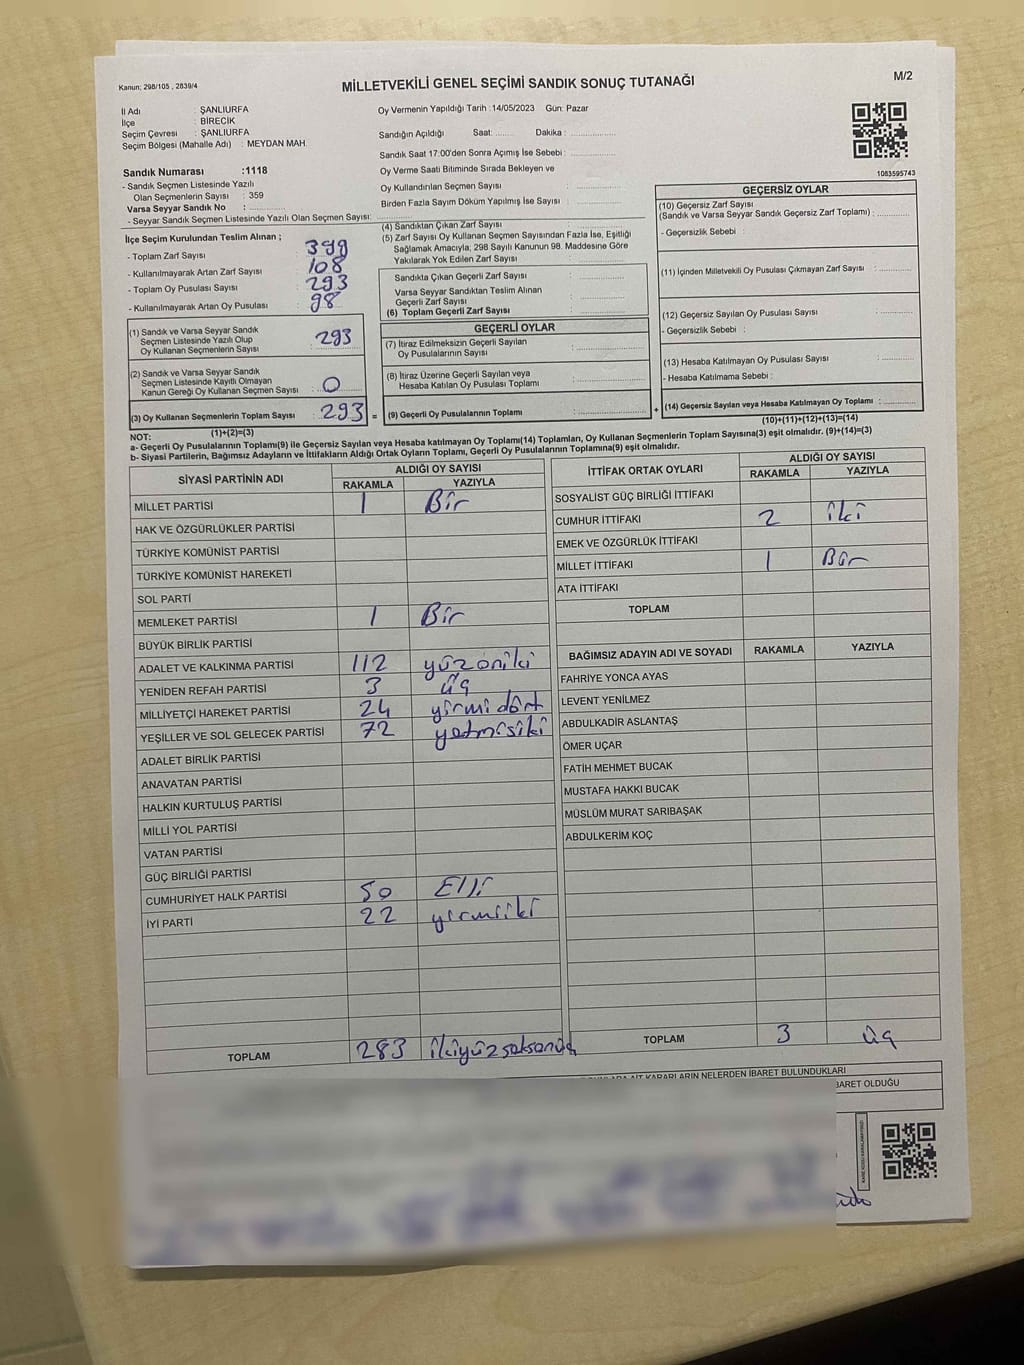 Kanun; 298/105 , 2839/4
MİLLETVEKİLİ GENEL SEÇİMİ SANDIK SONUÇ TUTANAĞI
M/2
İl Adı : ŞANLIURFA
İlçe : BİRECİK
Seçim Çevresi : ŞANLIURFA
Seçim Bölgesi (Mahalle Adı) : MEYDAN MAH.
Oy Vermenin Yapıldığı Tarih :14/05/2023 Gün: Pazar
Sandığın Açıldığı Saat: Dakika :
Sandık Saat 17:00'den Sonra Açımış İse Sebebi :
Oy Verme Saati Bitiminde Sırada Bekleyen ve
Oy Kullandırılan Seçmen Sayısı :
Birden Fazla Sayım Döküm Yapılmış İse Sayısı :
1083595743
Sandık Numarası :1118
- Sandık Seçmen Listesinde Yazılı
Olan Seçmenlerin Sayısı : 359
Varsa Seyyar Sandık No :
- Seyyar Sandık Seçmen Listesinde Yazılı Olan Seçmen Sayısı:
İlçe Seçim Kurulundan Teslim Alınan ;
- Toplam Zarf Sayısı
- Kullanılmayarak Artan Zarf Sayısı : 108
- Toplam Oy Pusulası Sayısı : 293
- Kullanılmayarak Artan Oy Pusulası : 98
(1) Sandık ve Varsa Seyyar Sandık
Seçmen Listesinde Yazılı Olup
Oy Kullanan Seçmenlerin Sayısı : 293
(2) Sandık ve Varsa Seyyar Sandık
Seçmen Listesinde Kayıtlı Olmayan
Kanun Gereği Oy Kullanan Seçmen Sayısı : 0
(3) Oy Kullanan Seçmenlerin Toplam Sayısı : 293 =
(1)+(2)=(3)
(4) Sandıktan Çıkan Zarf Sayısı :
(5) Zarf Sayısı Oy Kullanan Seçmen Sayısından Fazla İse, Eşitliği
Sağlamak Amacıyla; 298 Sayılı Kanunun 98. Maddesine Göre
Yakılarak Yok Edilen Zarf Sayısı :
Sandıkta Çıkan Geçerli Zarf Sayısı :
Varsa Seyyar Sandıktan Teslim Alınan
Geçerli Zarf Sayısı :
(6) Toplam Geçerli Zarf Sayısı :
GEÇERLİ OYLAR
(7) İtiraz Edilmeksizin Geçerli Sayılan
Oy Pusulalarının Sayısı :
(8) İtiraz Üzerine Geçerli Sayılan veya
Hesaba Katılan Oy Pusulası Toplamı :
(9) Geçerli Oy Pusulalarının Toplamı : +
GEÇERSİZ OYLAR
(10) Geçersiz Zarf Sayısı
(Sandık ve Varsa Seyyar Sandık Geçersiz Zarf Toplamı) :
- Geçersizlik Sebebi :
(11) İçinden Milletvekili Oy Pusulası Çıkmayan Zarf Sayısı :
(12) Geçersiz Sayılan Oy Pusulası Sayısı :
- Geçersizlik Sebebi :
(13) Hesaba Katılmayan Oy Pusulası Sayısı :
- Hesaba Katılmama Sebebi :
(14) Geçersiz Sayılan veya Hesaba Katılmayan Oy Toplamı :
(10)+(11)+(12)+(13)=(14)
NOT:
a- Geçerli Oy Pusulalarının Toplamı(9) ile Geçersiz Sayılan veya Hesaba katılmayan Oy Toplamı(14) Toplamları, Oy Kullanan Seçmenlerin Toplam Sayısına(3) eşit olmalıdır. (9)+(14)=(3)
b- Siyasi Partilerin, Bağımsız Adayların ve İttifakların Aldığı Ortak Oyların Toplamı, Geçerli Oy Pusulalarının Toplamına(9) eşit olmalıdır.
SİYASİ PARTİNİN ADI ALDIĞI OY SAYISI
RAKAMLA YAZIYLA
MİLLET PARTİSİ 1 Bir
HAK VE ÖZGÜRLÜKLER PARTİSİ
TÜRKİYE KOMÜNİST PARTİSİ
TÜRKİYE KOMÜNİST HAREKETİ
SOL PARTİ
MEMLEKET PARTİSİ 1 Bir
BÜYÜK BİRLİK PARTİSİ
ADALET VE KALKINMA PARTİSİ 112 yüzoniki
YENİDEN REFAH PARTİSİ 3 üç
MİLLİYETÇİ HAREKET PARTİSİ 24 yirmi dört
YEŞİLLER VE SOL GELECEK PARTİSİ 72 yetmişiki
ADALET BİRLİK PARTİSİ
ANAVATAN PARTİSİ
HALKIN KURTULUŞ PARTİSİ
MİLLİ YOL PARTİSİ
VATAN PARTİSİ
GÜÇ BİRLİĞİ PARTİSİ
CUMHURİYET HALK PARTİSİ 50 Elli
İYİ PARTİ 22 yirmiiki
TOPLAM 283 ikiyüzseksenüç
İTTİFAK ORTAK OYLARI ALDIĞI OY SAYISI
RAKAMLA YAZIYLA
SOSYALİST GÜÇ BİRLİĞİ İTTİFAKI
CUMHUR İTTİFAKI 2 iki
EMEK VE ÖZGÜRLÜK İTTİFAKI
MİLLET İTTİFAKI 1 Bir
ATA İTTİFAKI
TOPLAM
BAĞIMSIZ ADAYIN ADI VE SOYADI RAKAMLA YAZIYLA
FAHRİYE YONCA AYAS
LEVENT YENİLMEZ
ABDULKADİR ASLANTAŞ
ÖMER UÇAR
FATİH MEHMET BUCAK
MUSTAFA HAKKI BUCAK
MÜSLÜM MURAT SARIBAŞAK
ABDULKERİM KOÇ
TOPLAM 3 üç
AİT KARARLARIN NELERDEN İBARET BULUNDUKLARI
OLDUĞU